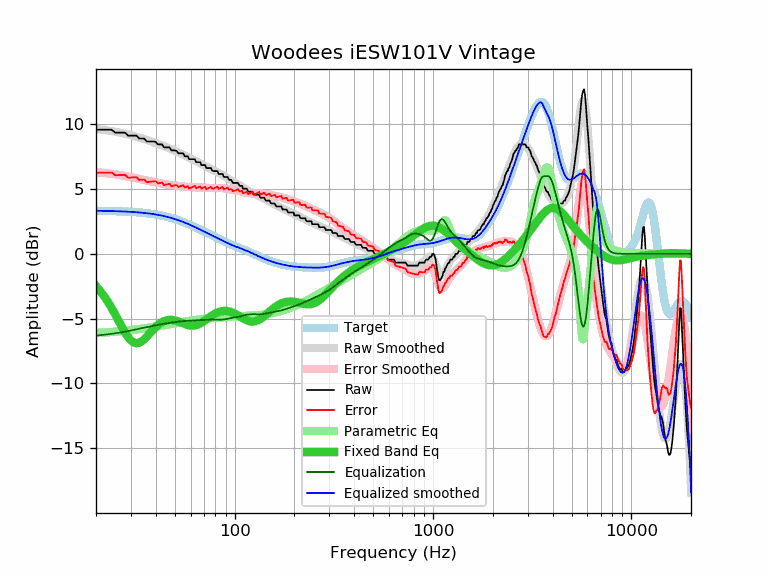 Woodees iESW101V Vintage
Amplitude (dBr)
10
5
0
−5
−10
−15
Target
Raw Smoothed
Error Smoothed
Raw
Error
Parametric Eq
Fixed Band Eq
Equalization
Equalized smoothed
100
1000
10000
Frequency (Hz)